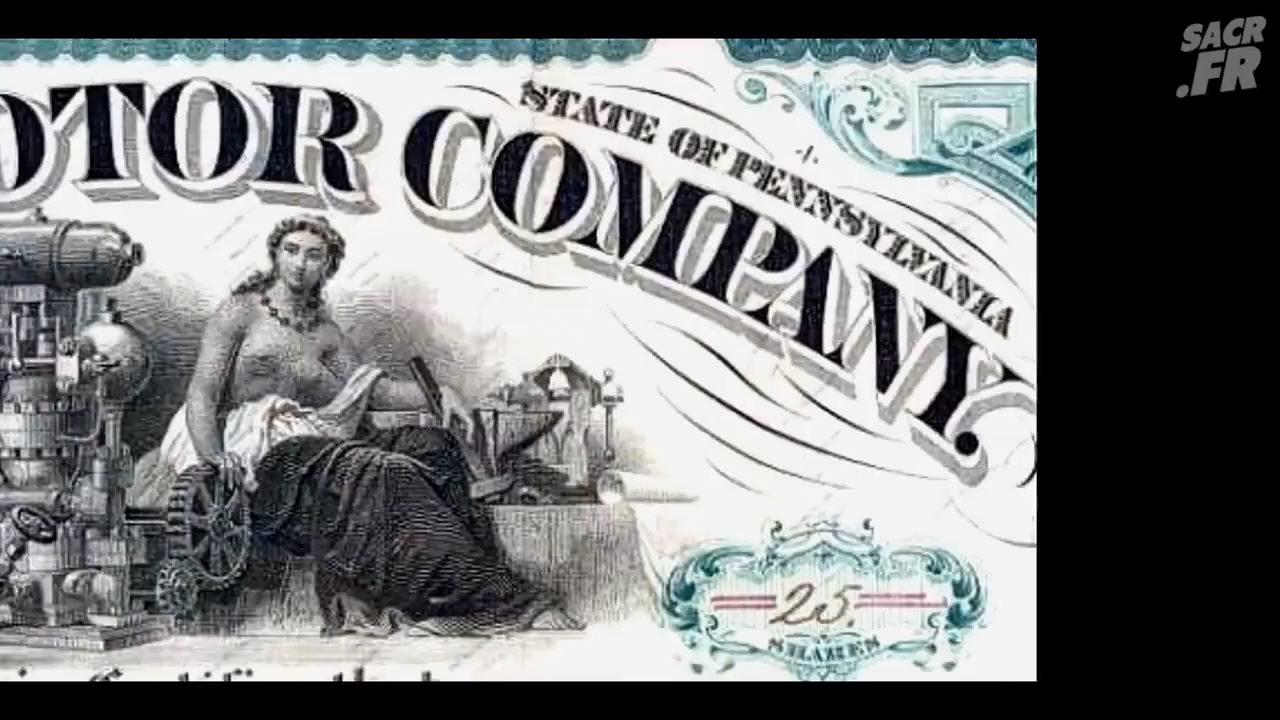 SACR
.FR
OTOR COMPANY
STATE OF PENNSYLVANIA
25.
SHARES